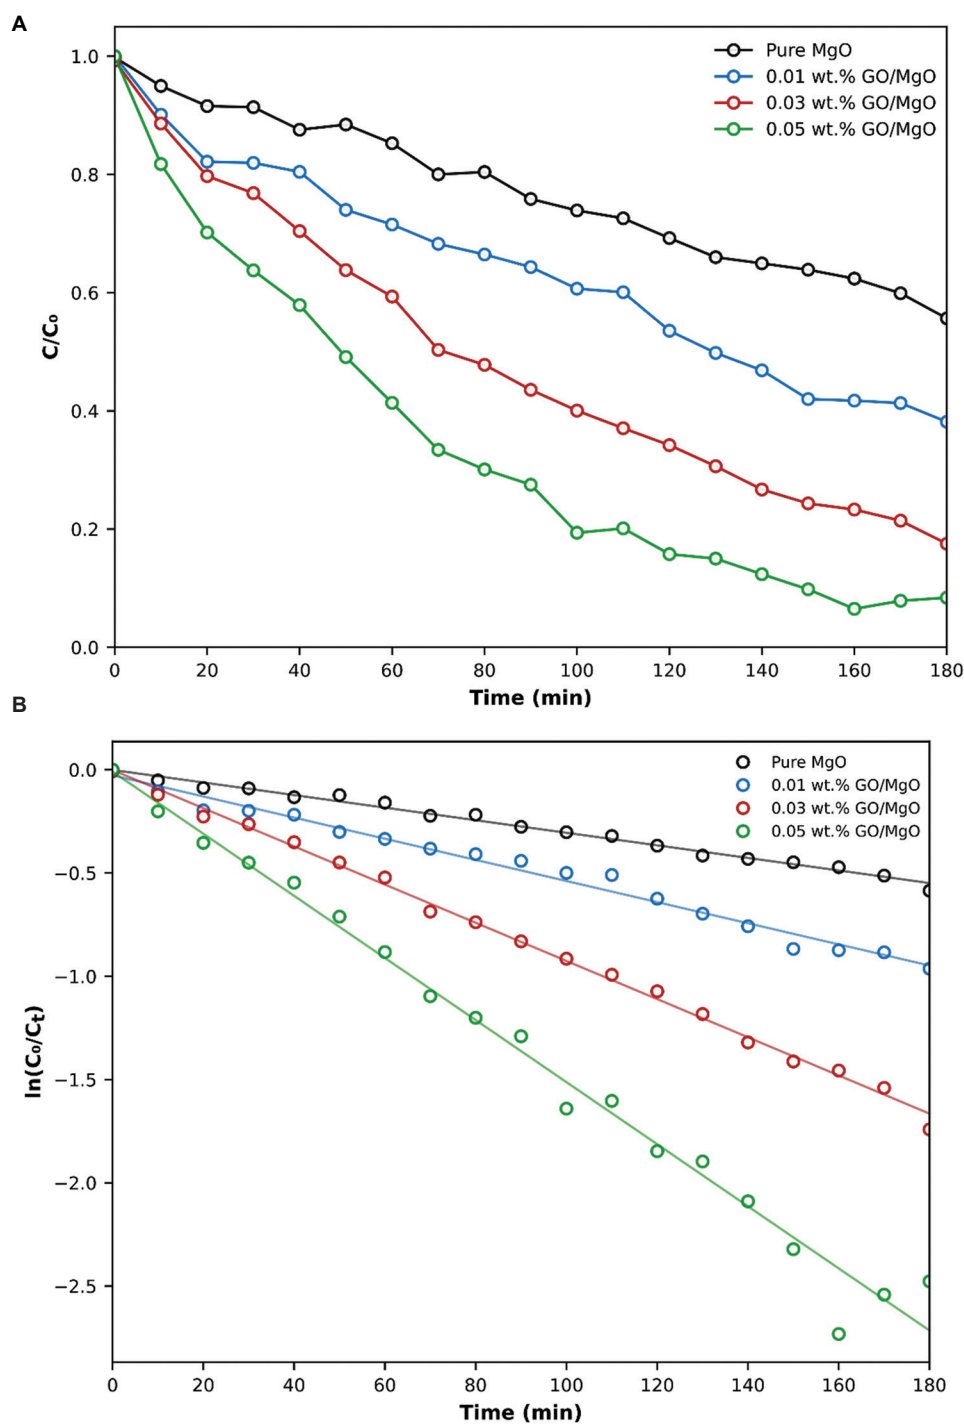 A
1.0
0.8
0.6
0.4
0.2
0.0
C/C₀
Pure MgO
0.01 wt.% GO/MgO
0.03 wt.% GO/MgO
0.05 wt.% GO/MgO
0 20 40 60 80 100 120 140 160 180
Time (min)
B
0.0
−0.5
−1.0
−1.5
−2.0
−2.5
ln(C₀/Cₜ)
Pure MgO
0.01 wt.% GO/MgO
0.03 wt.% GO/MgO
0.05 wt.% GO/MgO
0 20 40 60 80 100 120 140 160 180
Time (min)